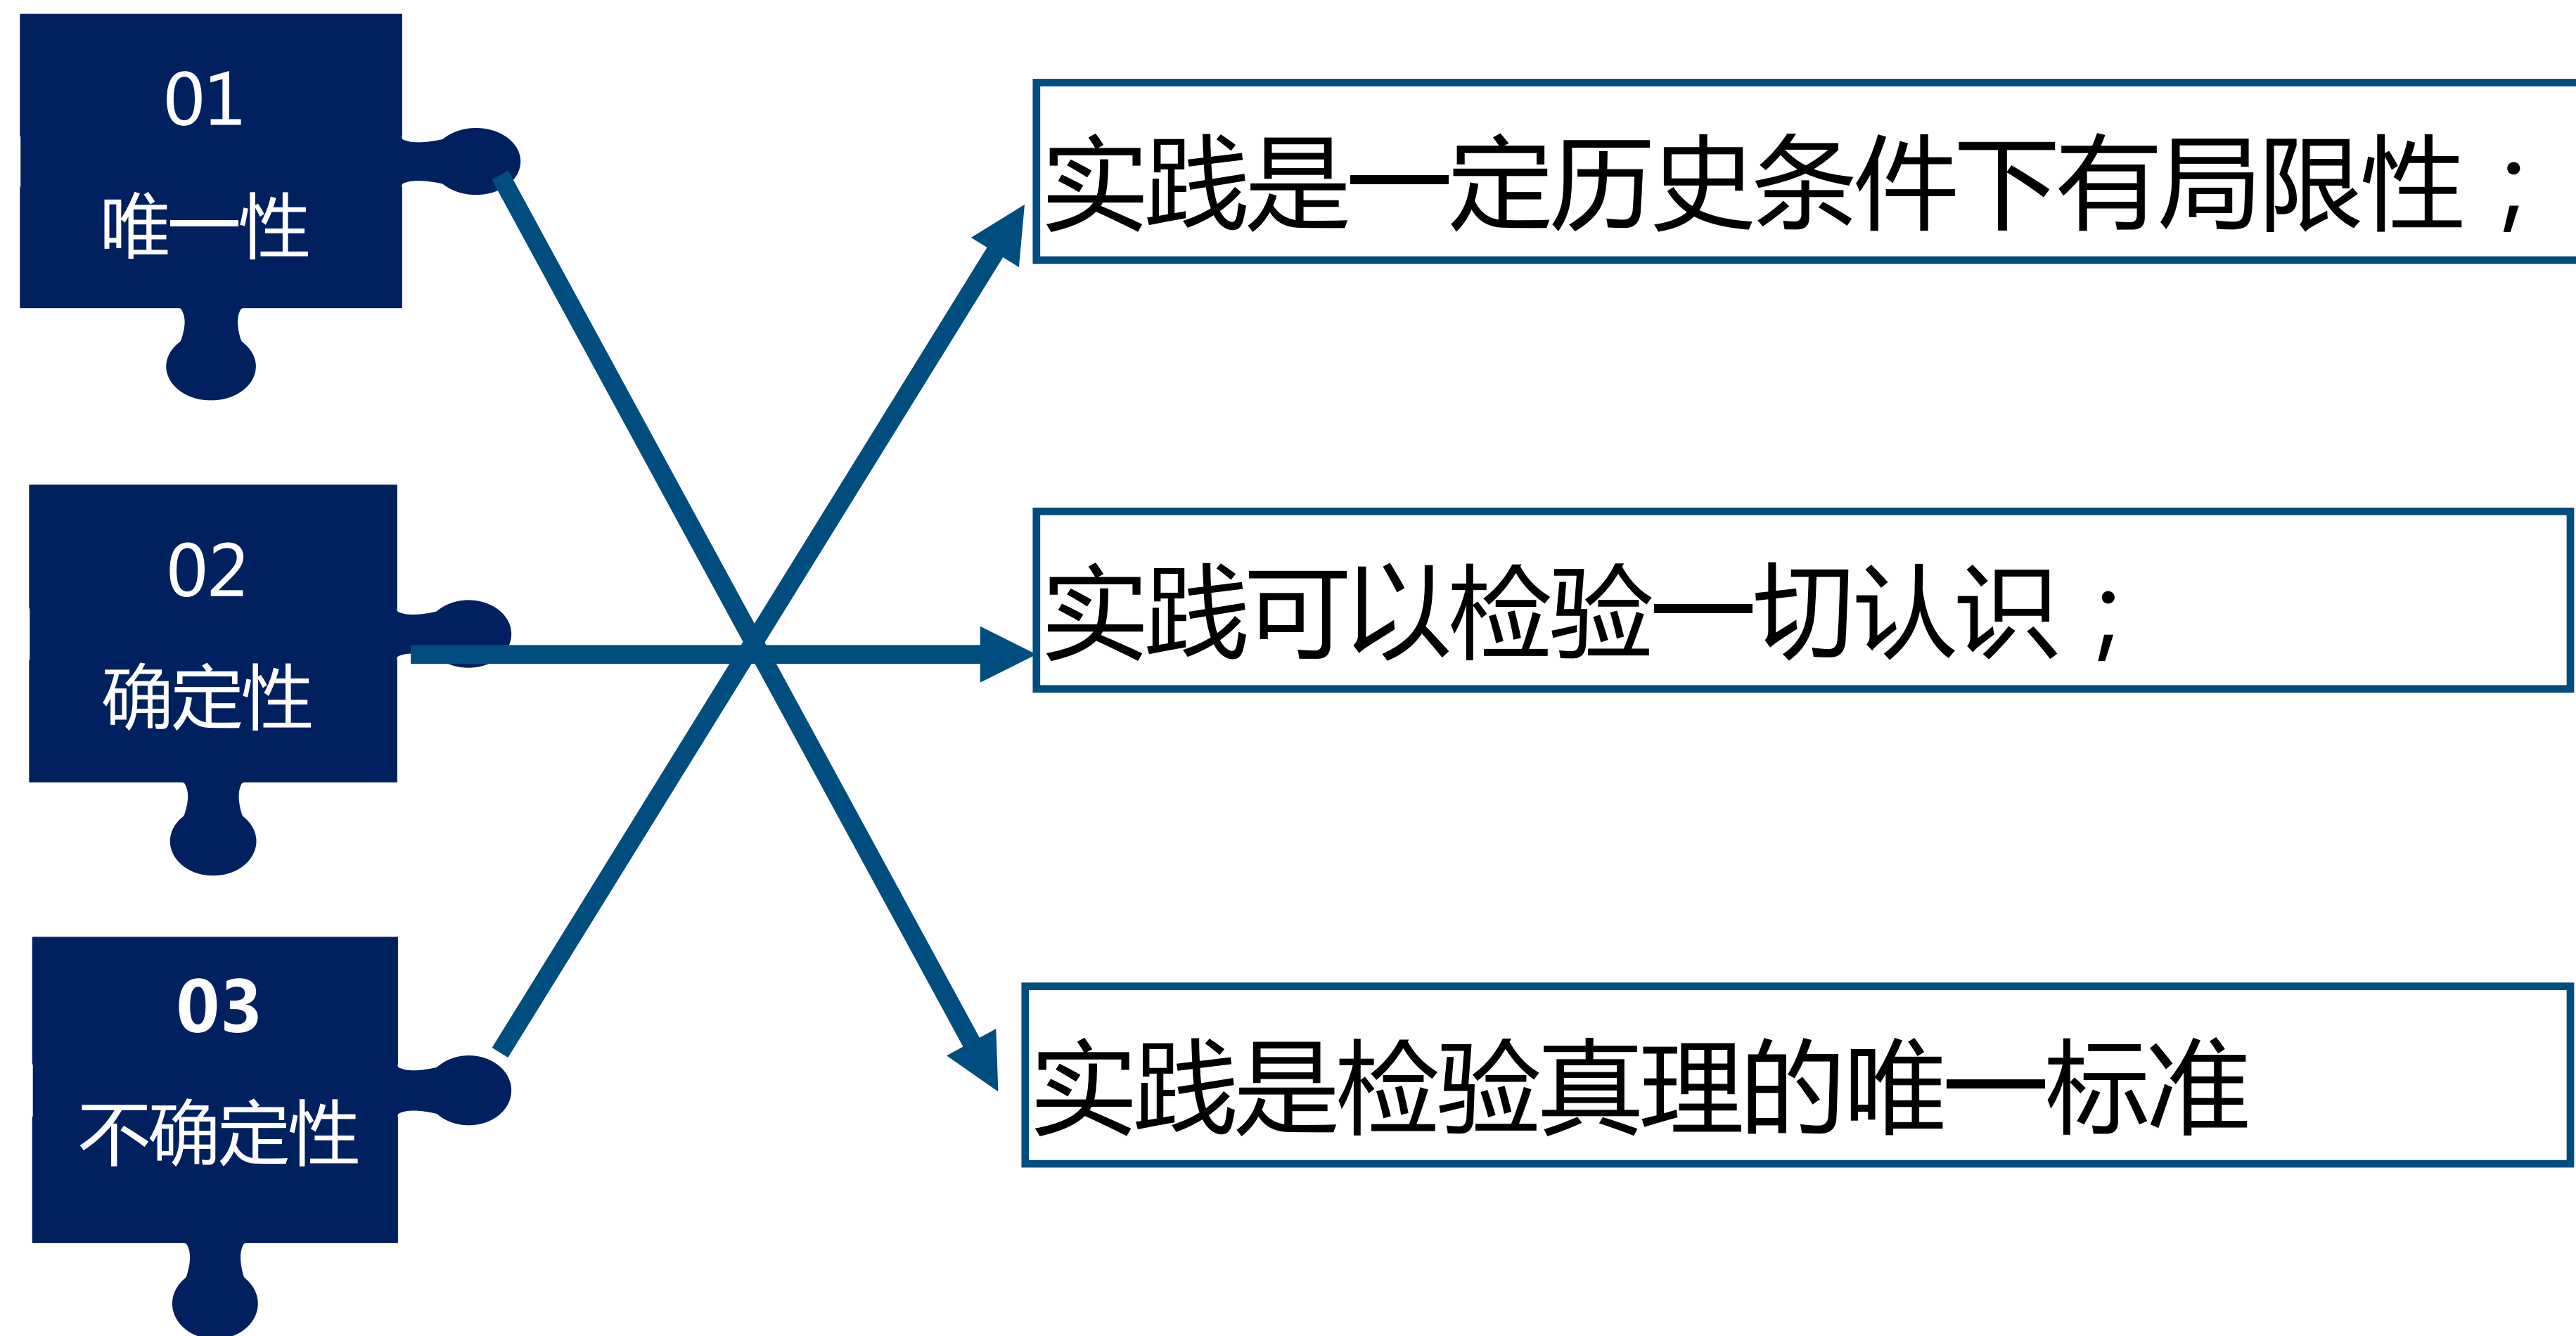 01
唯一性
实践是一定历史条件下有局限性；
02
确定性
实践可以检验一切认识；
03
不确定性
实践是检验真理的唯一标准